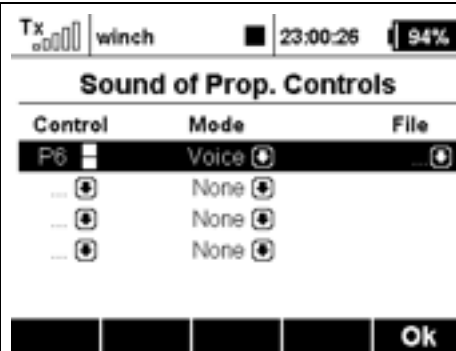 Tx winch 23:00:26 94%
Sound of Prop. Controls
Control Mode File
P6 Voice ...
... None
... None
... None
Ok